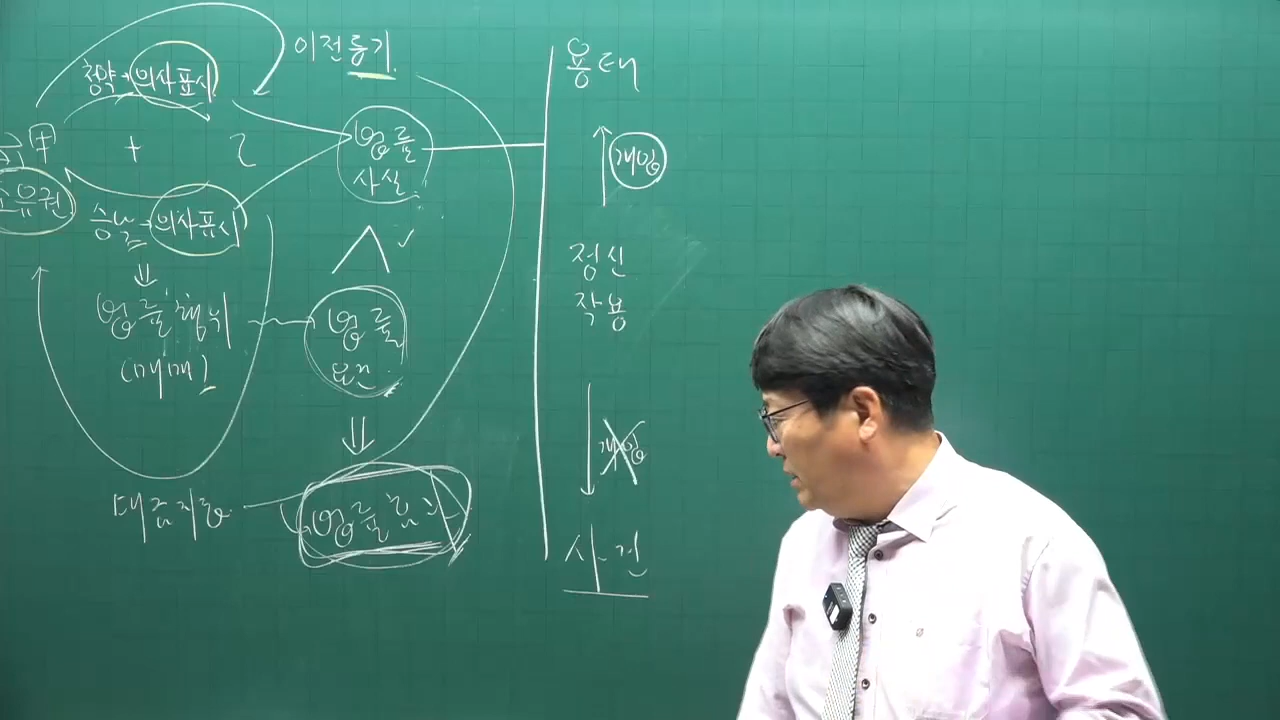 이전등기
청약 의사표시
甲 + 乙
소유권
승낙 의사표시
법률행위
(매매)
대금지급
법률
사실
법률
요건
법률효과
용태
개입
정신
작용
개입
사건